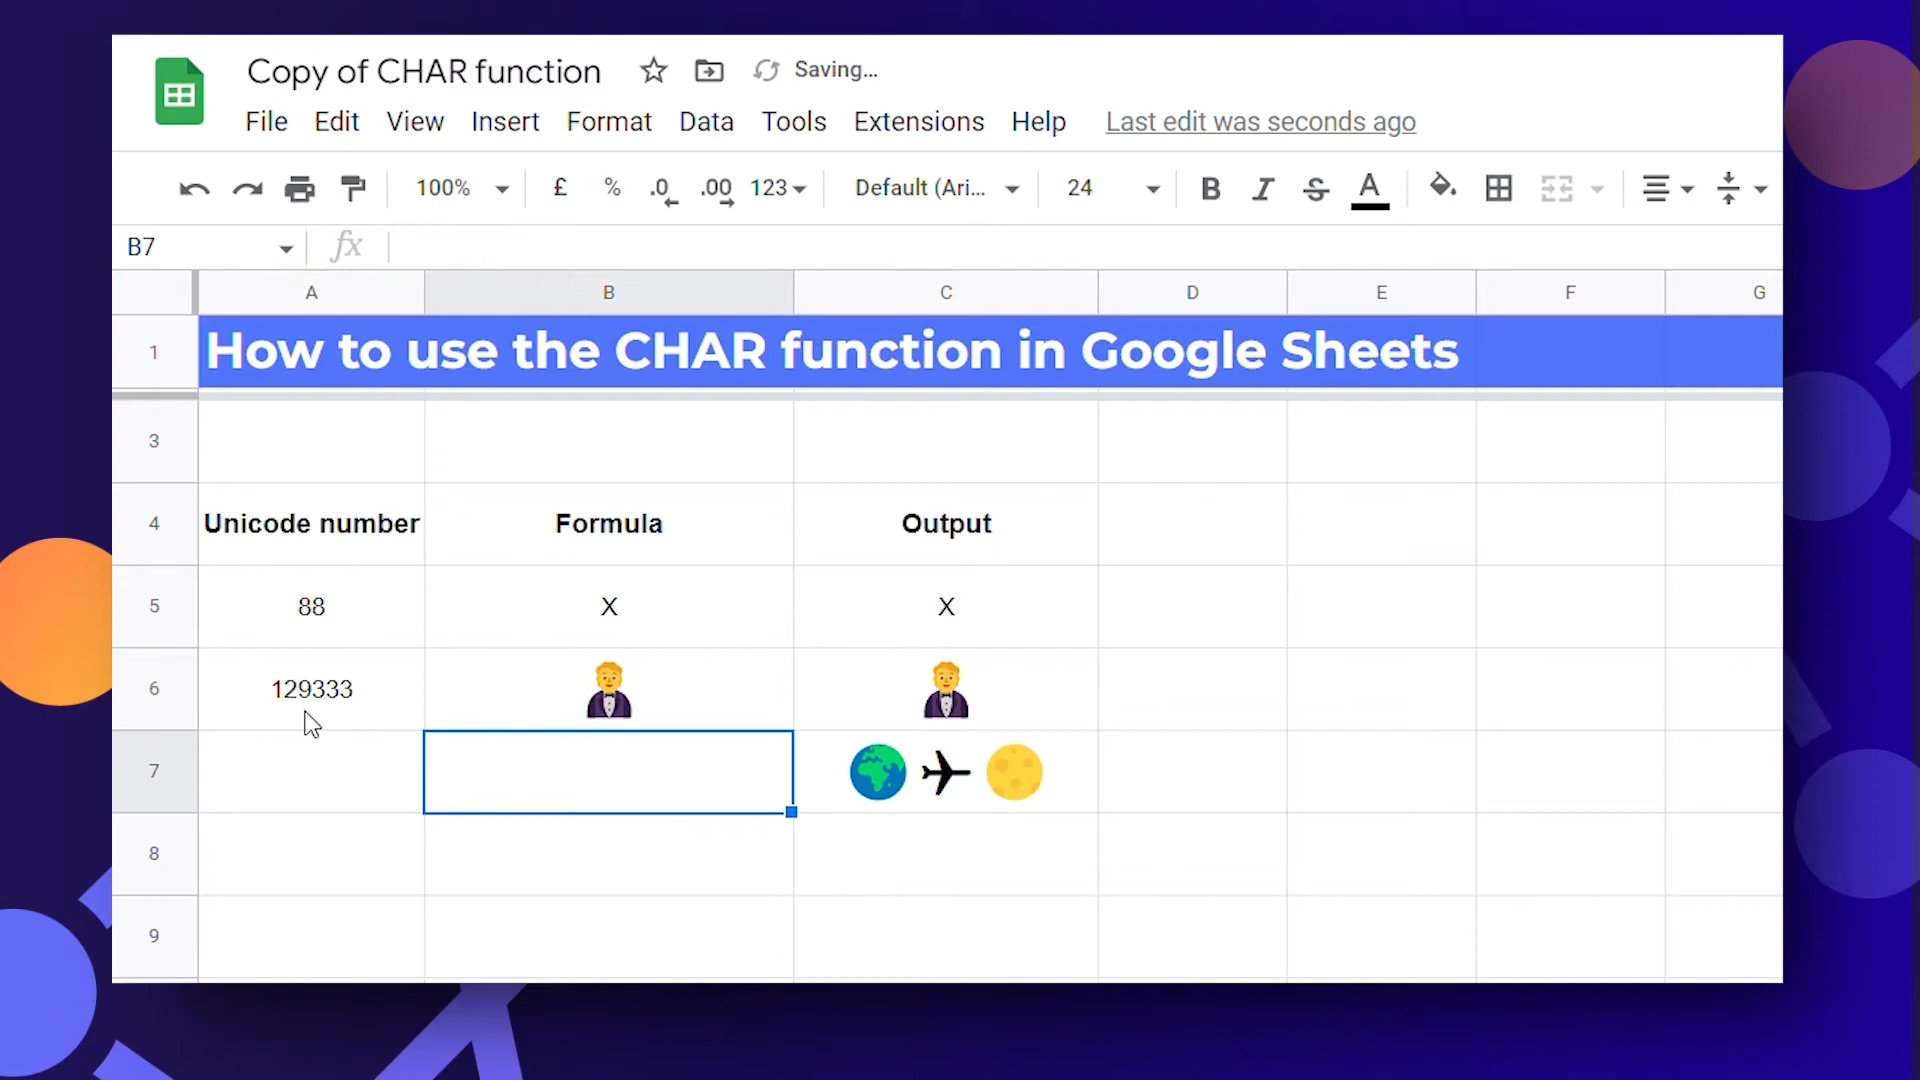 Copy of CHAR function Saving...
File Edit View Insert Format Data Tools Extensions Help Last edit was seconds ago
100% £ % .0 .00 123 Default (Ari... 24 B I S A
B7 fx
A B C D E F G
1 How to use the CHAR function in Google Sheets
3
4 Unicode number Formula Output
5 88 X X
6 129333
7
8
9